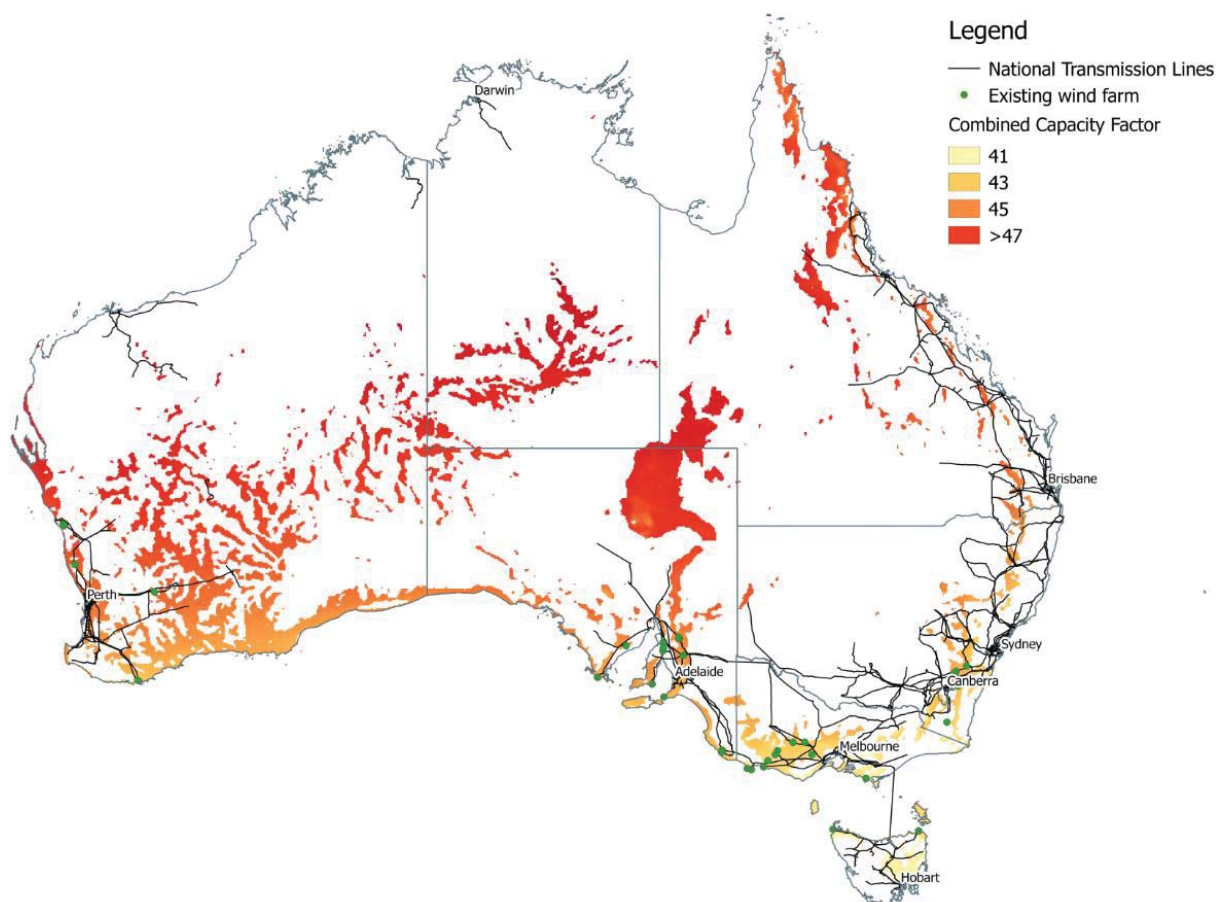 Legend
National Transmission Lines
Existing wind farm
Combined Capacity Factor
41
43
45
>47
Darwin
Brisbane
Perth
Sydney
Adelaide
Canberra
Melbourne
Hobart